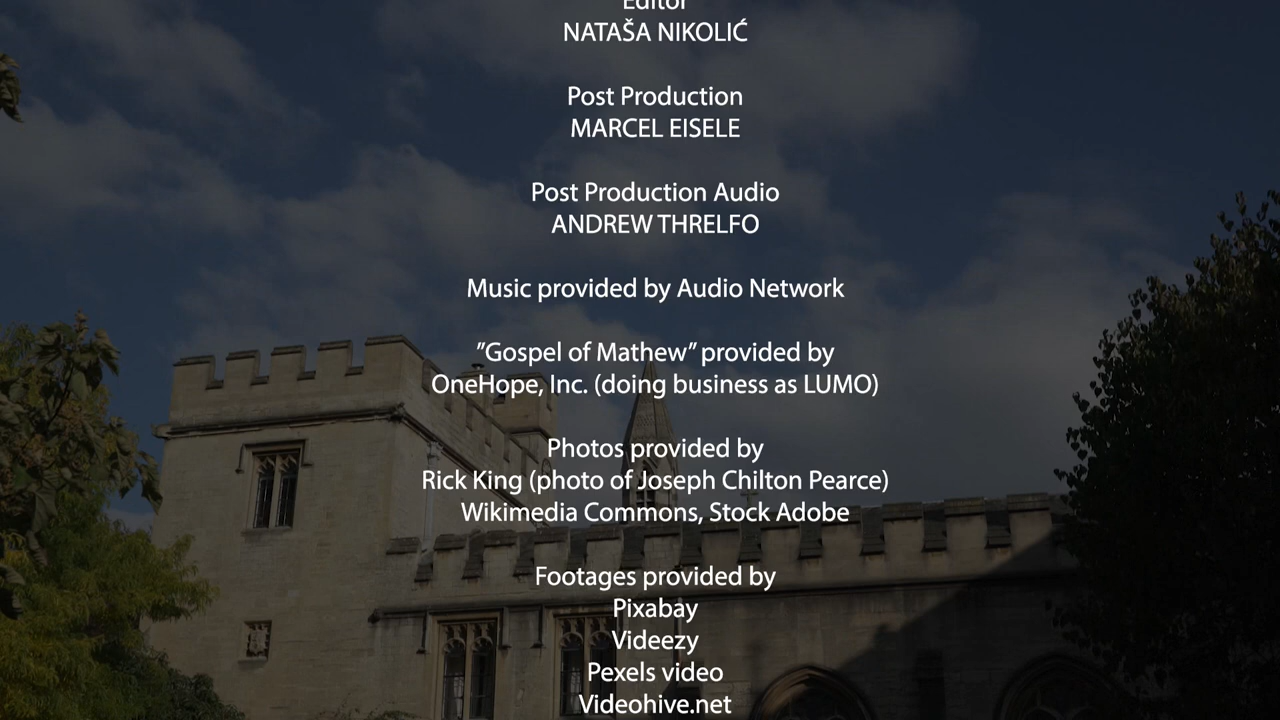 Editor
NATAŠA NIKOLIĆ
Post Production
MARCEL EISELE
Post Production Audio
ANDREW THRELFO
Music provided by Audio Network
”Gospel of Mathew” provided by
OneHope, Inc. (doing business as LUMO)
Photos provided by
Rick King (photo of Joseph Chilton Pearce)
Wikimedia Commons, Stock Adobe
Footages provided by
Pixabay
Videezy
Pexels video
Videohive.net